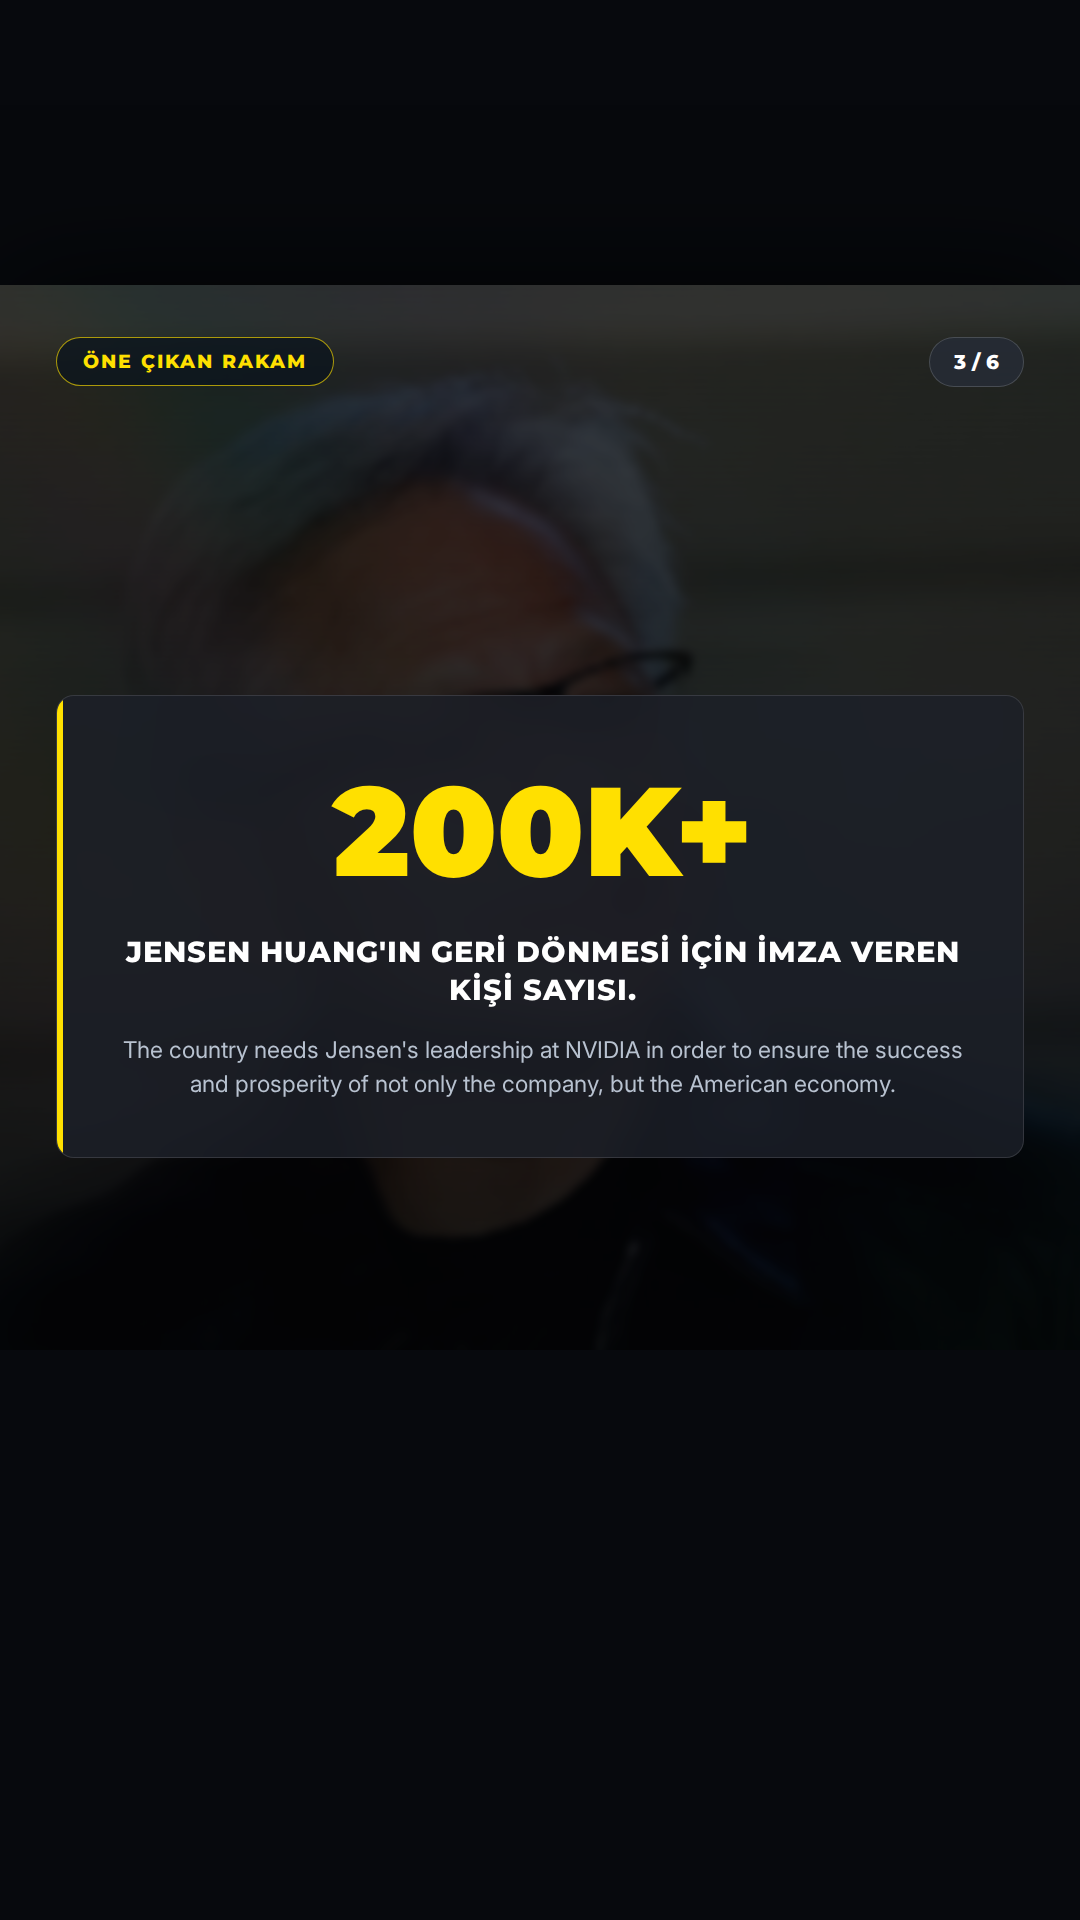 ÖNE ÇIKAN RAKAM
3 / 6
200K+
JENSEN HUANG'IN GERİ DÖNMESİ İÇİN İMZA VEREN
KİŞİ SAYISI.
The country needs Jensen's leadership at NVIDIA in order to ensure the success
and prosperity of not only the company, but the American economy.